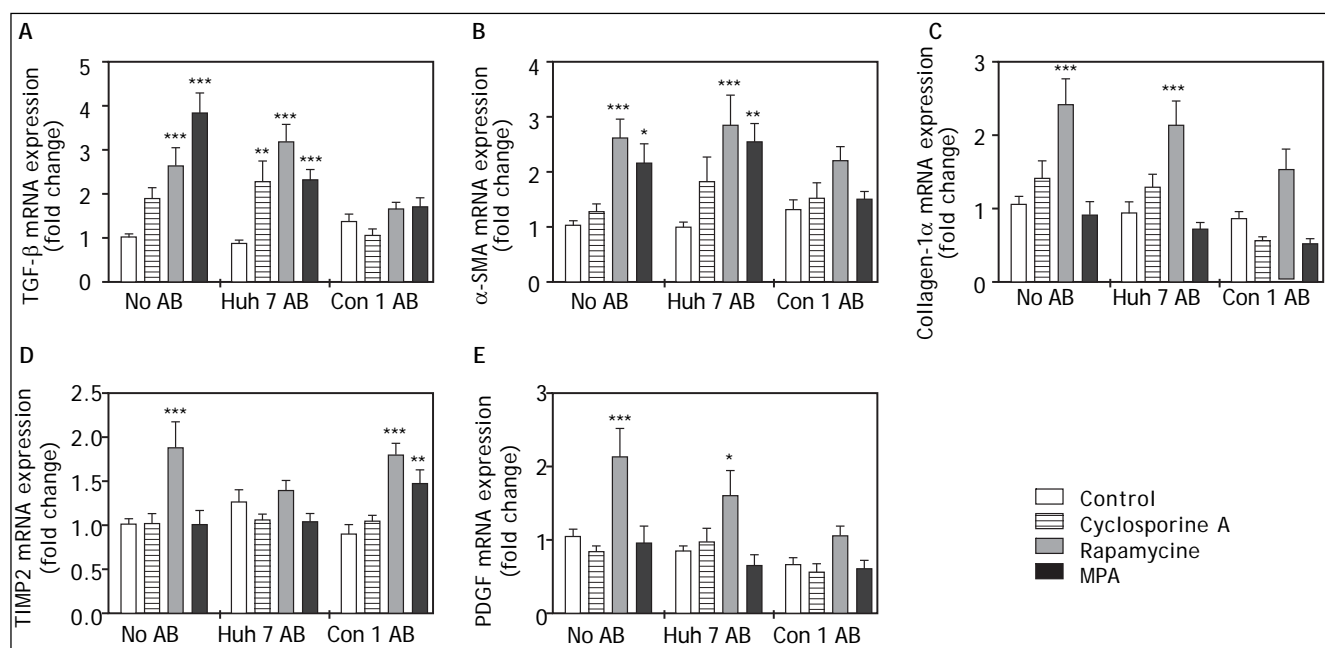 A
TGF-β mRNA expression
(fold change)
5
4
3
2
1
0
***
***
**
***
***
No AB
Huh 7 AB
Con 1 AB
B
α-SMA mRNA expression
(fold change)
4
3
2
1
0
***
*
***
**
No AB
Huh 7 AB
Con 1 AB
C
Collagen-1α mRNA expression
(fold change)
3
2
1
0
***
***
No AB
Huh 7 AB
Con 1 AB
D
TIMP2 mRNA expression
(fold change)
2.5
2.0
1.5
1.0
0.5
0.0
***
***
**
No AB
Huh 7 AB
Con 1 AB
E
PDGF mRNA expression
(fold change)
3
2
1
0
***
*
No AB
Huh 7 AB
Con 1 AB
Control
Cyclosporine A
Rapamycine
MPA